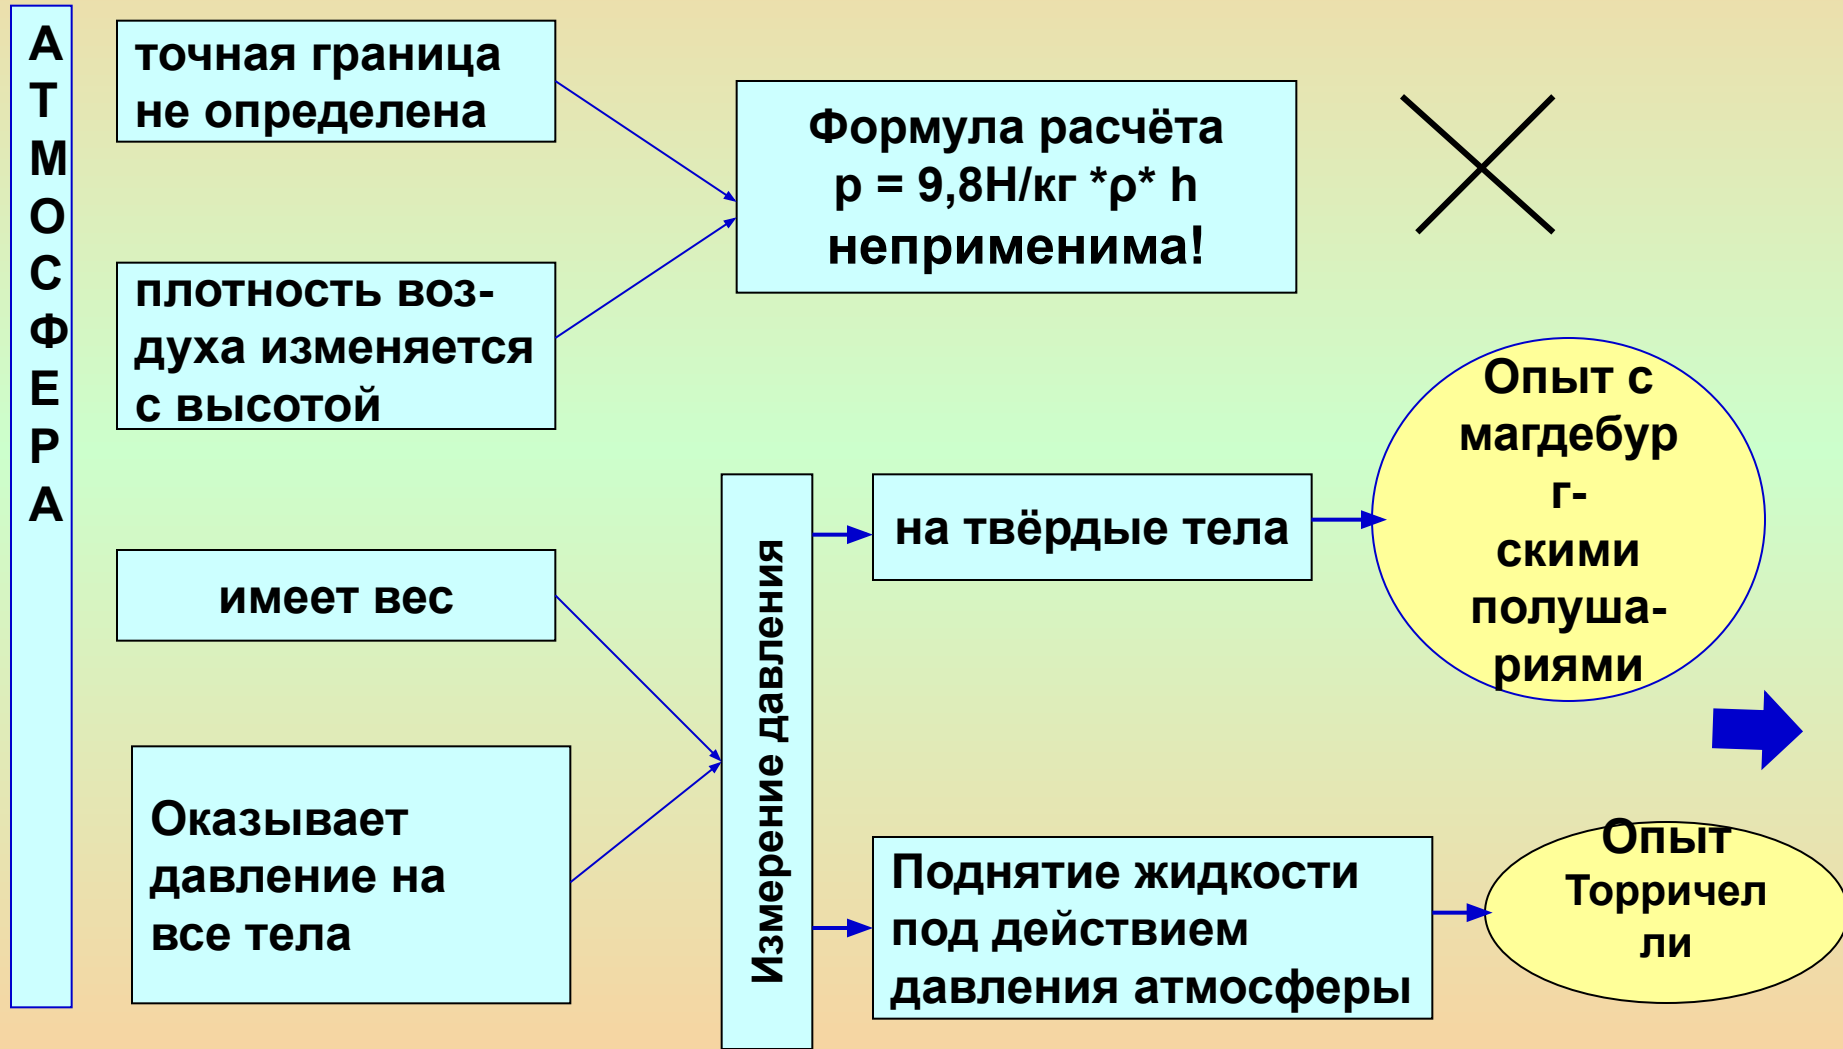 А
Т
М
О
С
Ф
Е
Р
А
точная граница
не определена
плотность воз-
духа изменяется
с высотой
Формула расчёта
p = 9,8Н/кг *ρ* h
неприменима!
имеет вес
Оказывает
давление на
все тела
Измерение давления
на твёрдые тела
Опыт с
магдебур
г-
скими
полуша-
риями
Поднятие жидкости
под действием
давления атмосферы
Опыт
Торричел
ли